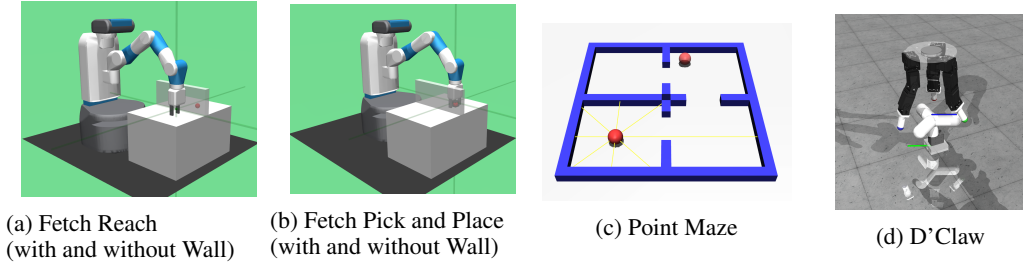 (a) Fetch Reach
(with and without Wall)
(b) Fetch Pick and Place
(with and without Wall)
(c) Point Maze
(d) D'Claw